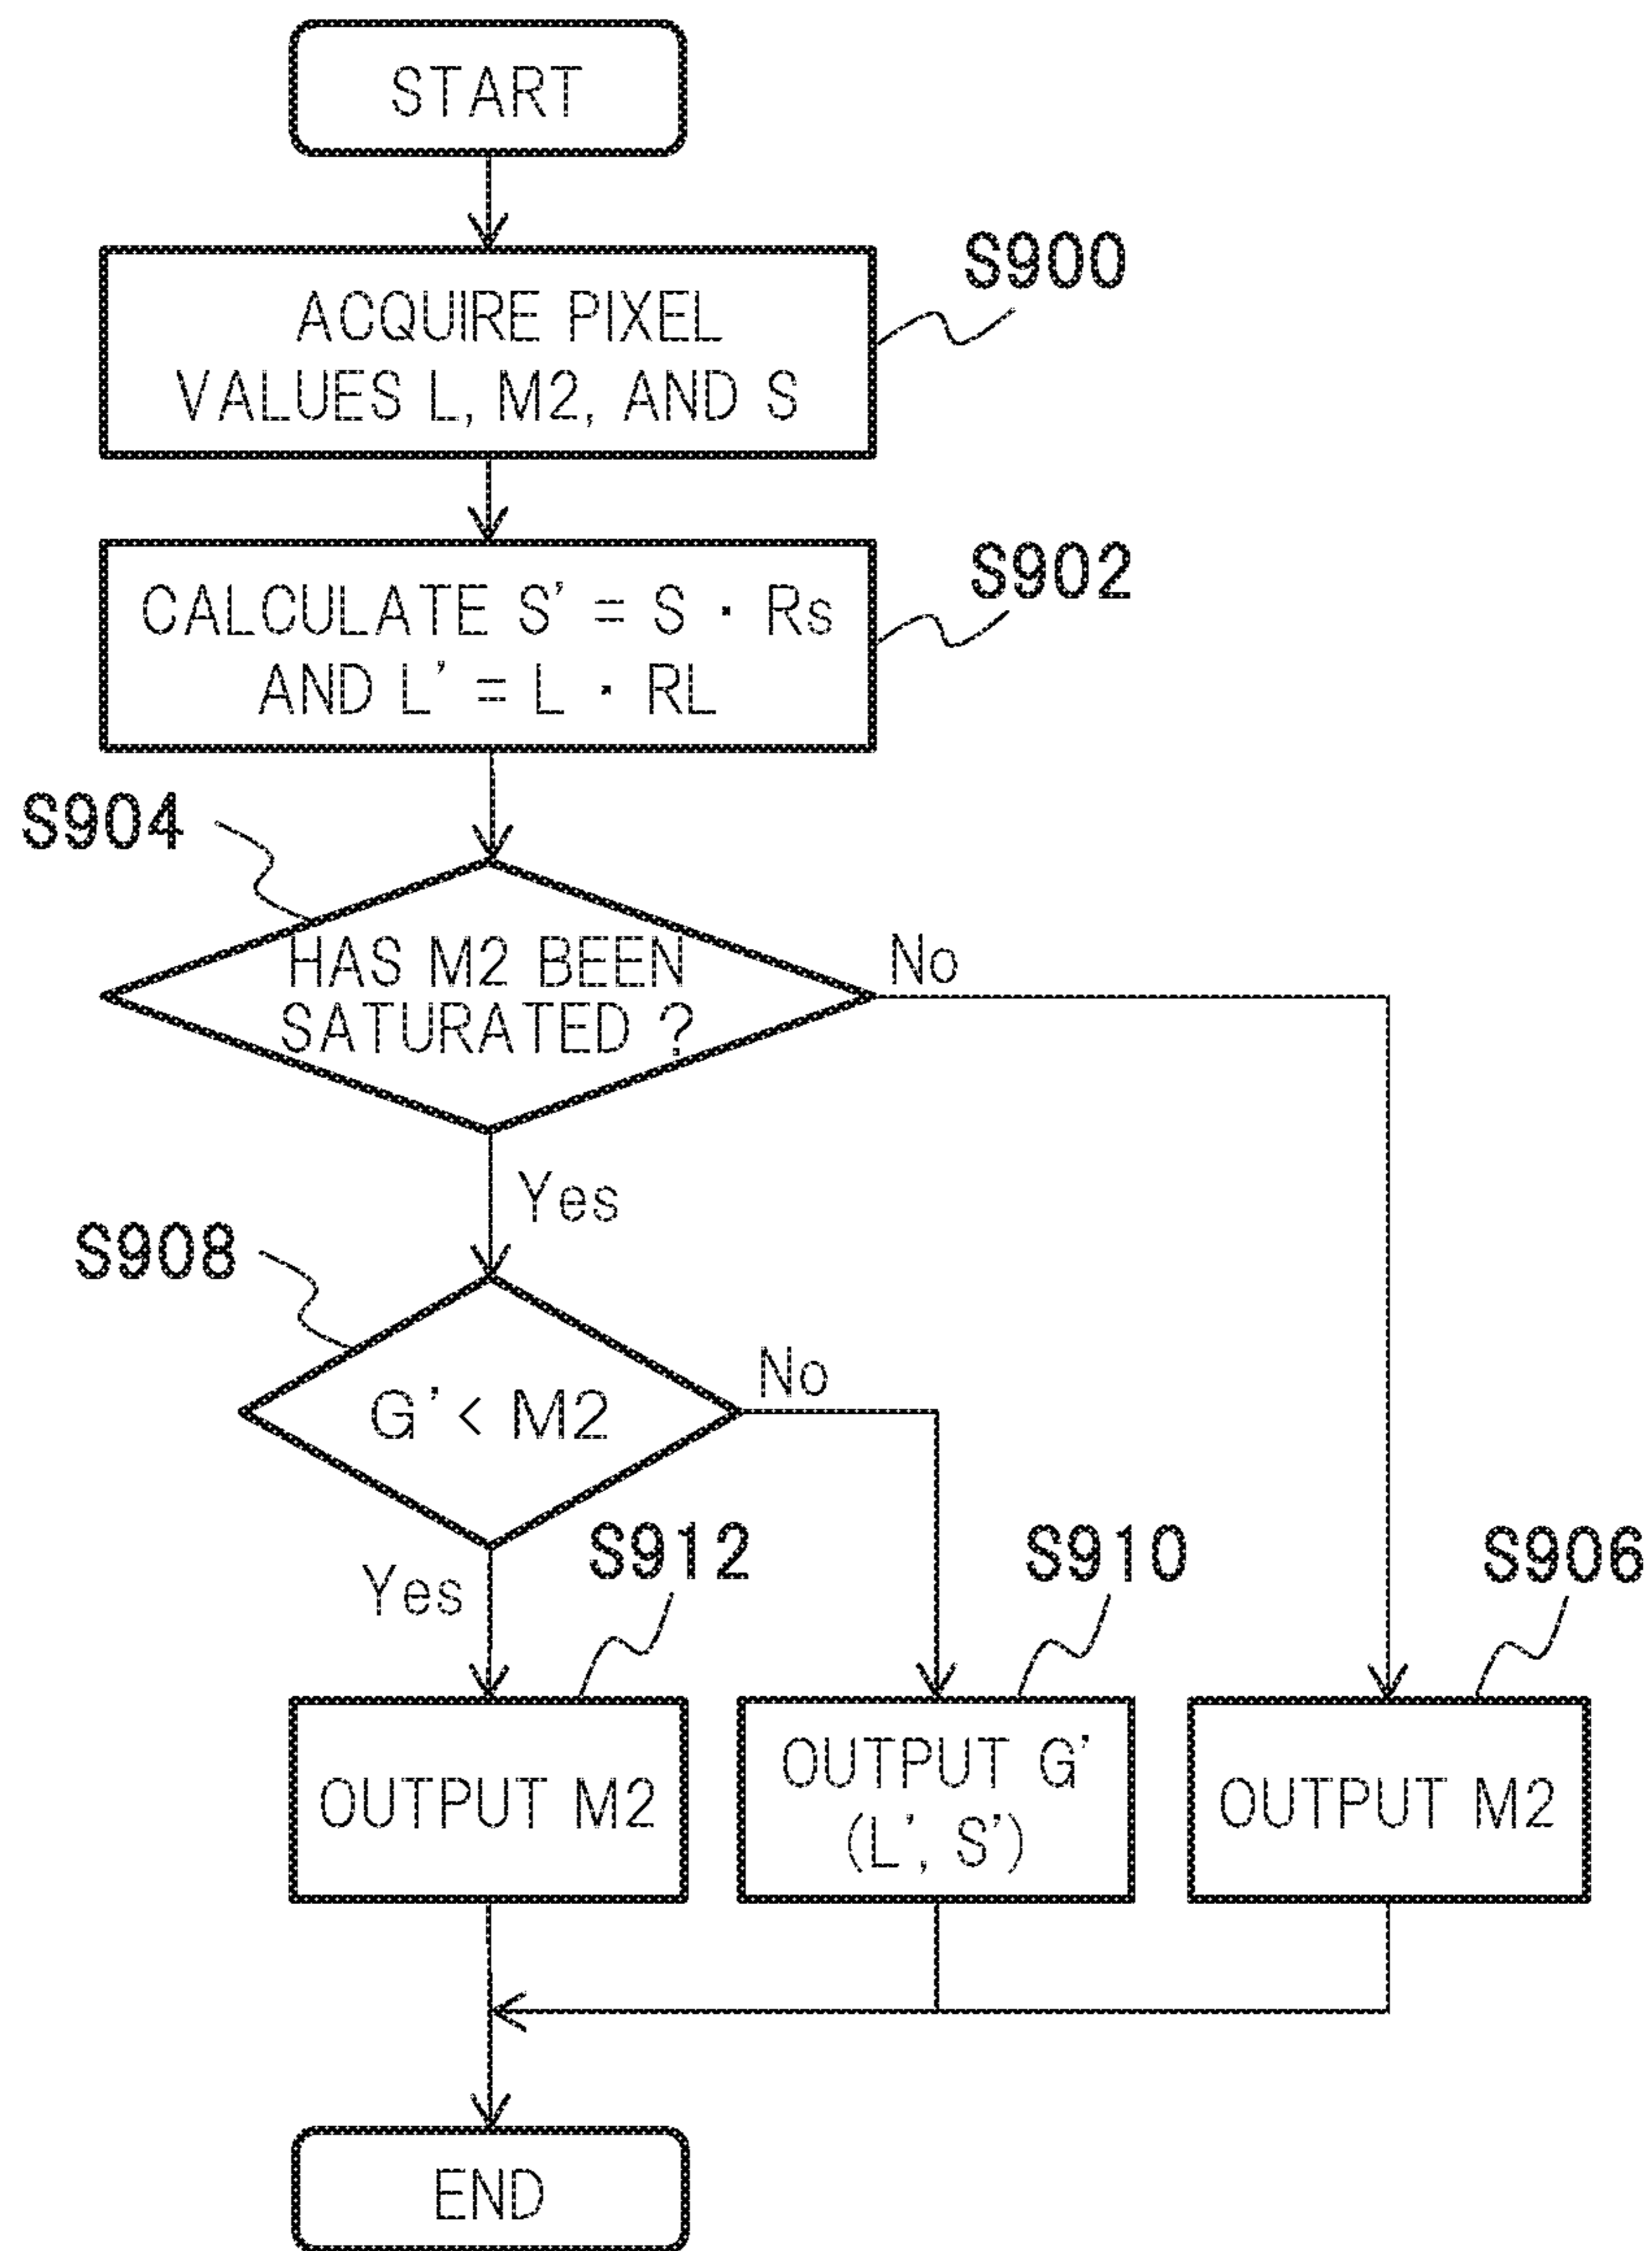 START
S900
ACQUIRE PIXEL
VALUES L, M2, AND S
S902
CALCULATE S' = S · Rs
AND L' = L · RL
S904
HAS M2 BEEN
SATURATED ?
No
Yes
S908
G' < M2
No
Yes
S912
S910
S906
OUTPUT M2
OUTPUT G'
(L', S')
OUTPUT M2
END